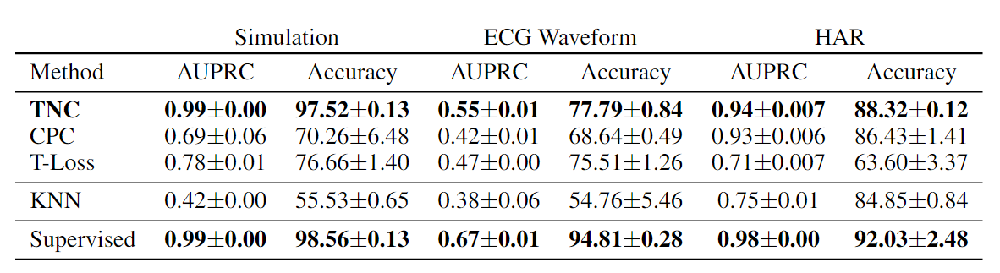 Simulation ECG Waveform HAR
Method AUPRC Accuracy AUPRC Accuracy AUPRC Accuracy
TNC 0.99±0.00 97.52±0.13 0.55±0.01 77.79±0.84 0.94±0.007 88.32±0.12
CPC 0.69±0.06 70.26±6.48 0.42±0.01 68.64±0.49 0.93±0.006 86.43±1.41
T-Loss 0.78±0.01 76.66±1.40 0.47±0.00 75.51±1.26 0.71±0.007 63.60±3.37
KNN 0.42±0.00 55.53±0.65 0.38±0.06 54.76±5.46 0.75±0.01 84.85±0.84
Supervised 0.99±0.00 98.56±0.13 0.67±0.01 94.81±0.28 0.98±0.00 92.03±2.48